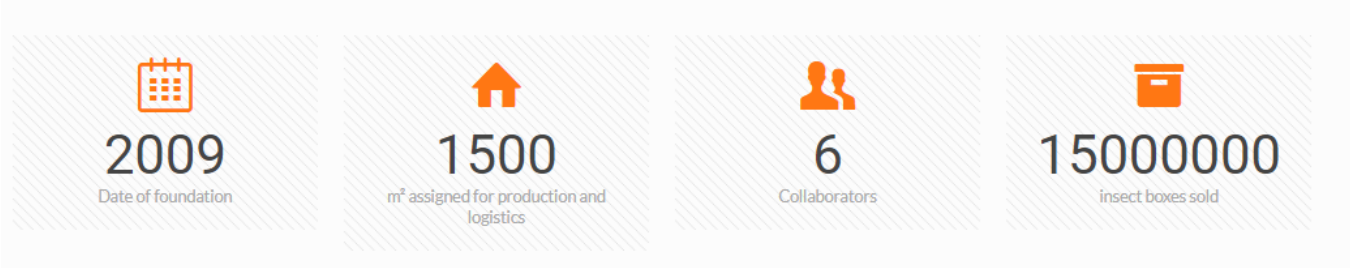 2009
Date of foundation
1500
m² assigned for production and
logistics
6
Collaborators
15000000
insect boxes sold